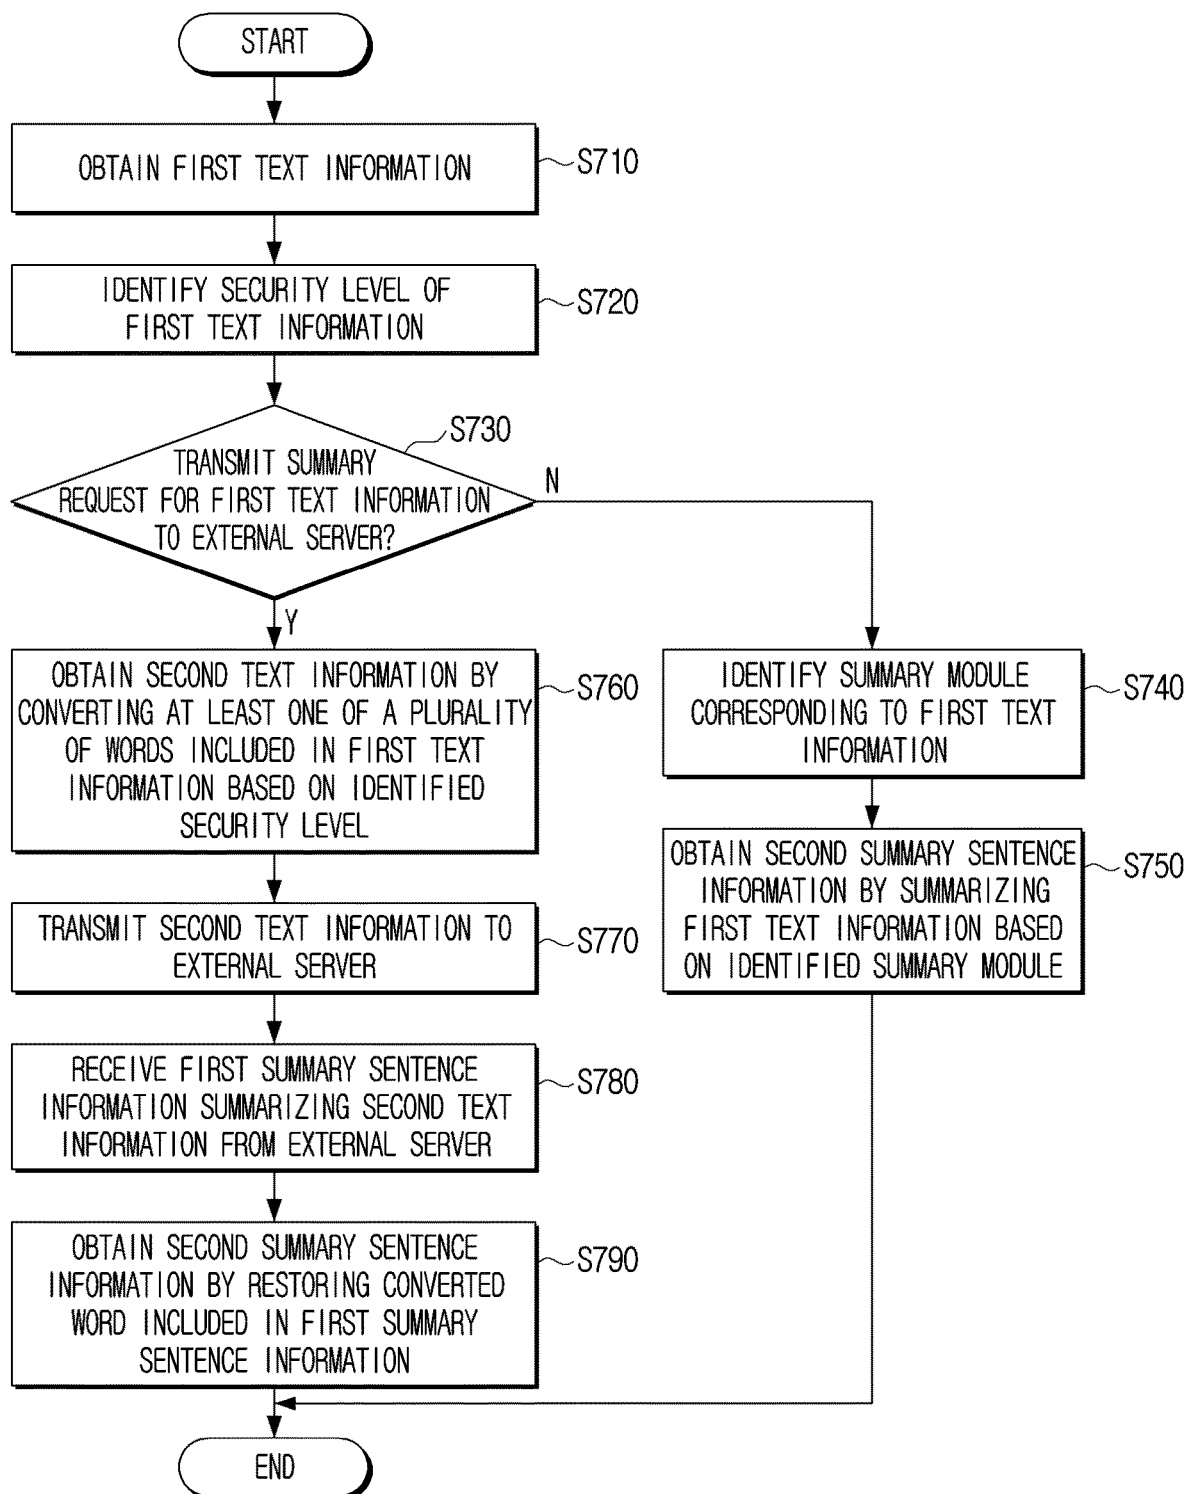 START
OBTAIN FIRST TEXT INFORMATION
S710
IDENTIFY SECURITY LEVEL OF
FIRST TEXT INFORMATION
S720
S730
TRANSMIT SUMMARY
REQUEST FOR FIRST TEXT INFORMATION
TO EXTERNAL SERVER?
N
Y
OBTAIN SECOND TEXT INFORMATION BY
CONVERTING AT LEAST ONE OF A PLURALITY
OF WORDS INCLUDED IN FIRST TEXT
INFORMATION BASED ON IDENTIFIED
SECURITY LEVEL
S760
IDENTIFY SUMMARY MODULE
CORRESPONDING TO FIRST TEXT
INFORMATION
S740
OBTAIN SECOND SUMMARY SENTENCE
INFORMATION BY SUMMARIZING
FIRST TEXT INFORMATION BASED
ON IDENTIFIED SUMMARY MODULE
S750
TRANSMIT SECOND TEXT INFORMATION TO
EXTERNAL SERVER
S770
RECEIVE FIRST SUMMARY SENTENCE
INFORMATION SUMMARIZING SECOND TEXT
INFORMATION FROM EXTERNAL SERVER
S780
OBTAIN SECOND SUMMARY SENTENCE
INFORMATION BY RESTORING CONVERTED
WORD INCLUDED IN FIRST SUMMARY
SENTENCE INFORMATION
S790
END